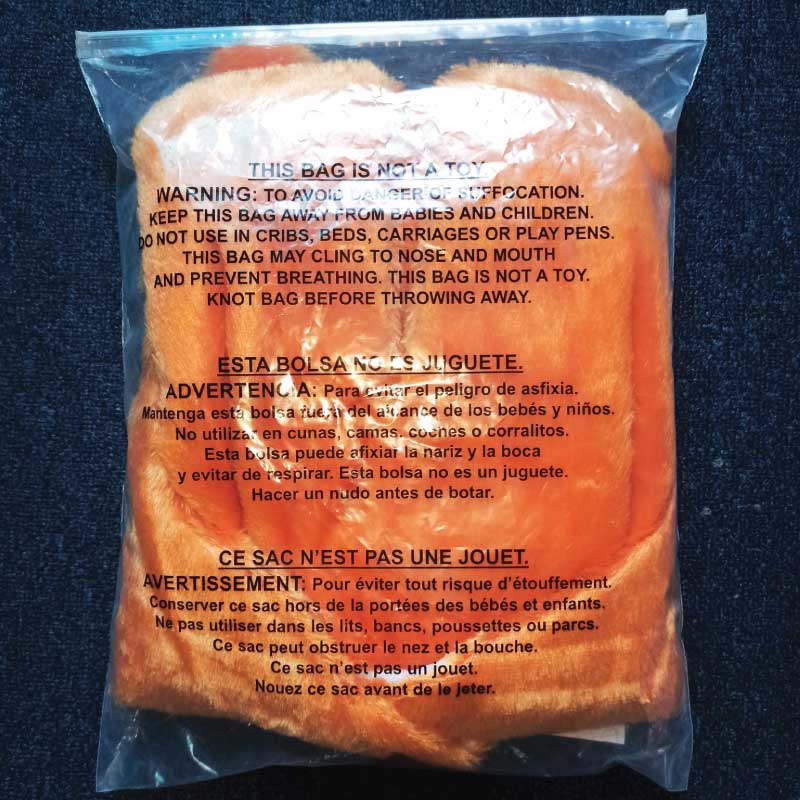 THIS BAG IS NOT A TOY.
WARNING: TO AVOID DANGER OF SUFFOCATION.
KEEP THIS BAG AWAY FROM BABIES AND CHILDREN.
DO NOT USE IN CRIBS, BEDS, CARRIAGES OR PLAY PENS.
THIS BAG MAY CLING TO NOSE AND MOUTH
AND PREVENT BREATHING. THIS BAG IS NOT A TOY.
KNOT BAG BEFORE THROWING AWAY.
ESTA BOLSA NO ES JUGUETE.
ADVERTENCIA: Para evitar el peligro de asfixia.
Mantenga esta bolsa fuera del alcance de los bebés y niños.
No utilizar en cunas, camas, coches o corralitos.
Esta bolsa puede afixiar la nariz y la boca
y evitar de respirar. Esta bolsa no es un juguete.
Hacer un nudo antes de botar.
CE SAC N'EST PAS UNE JOUET.
AVERTISSEMENT: Pour éviter tout risque d'étouffement.
Conserver ce sac hors de la portées des bébés et enfants.
Ne pas utiliser dans les lits, bancs, poussettes ou parcs.
Ce sac peut obstruer le nez et la bouche.
Ce sac n'est pas un jouet.
Nouez ce sac avant de le jeter.